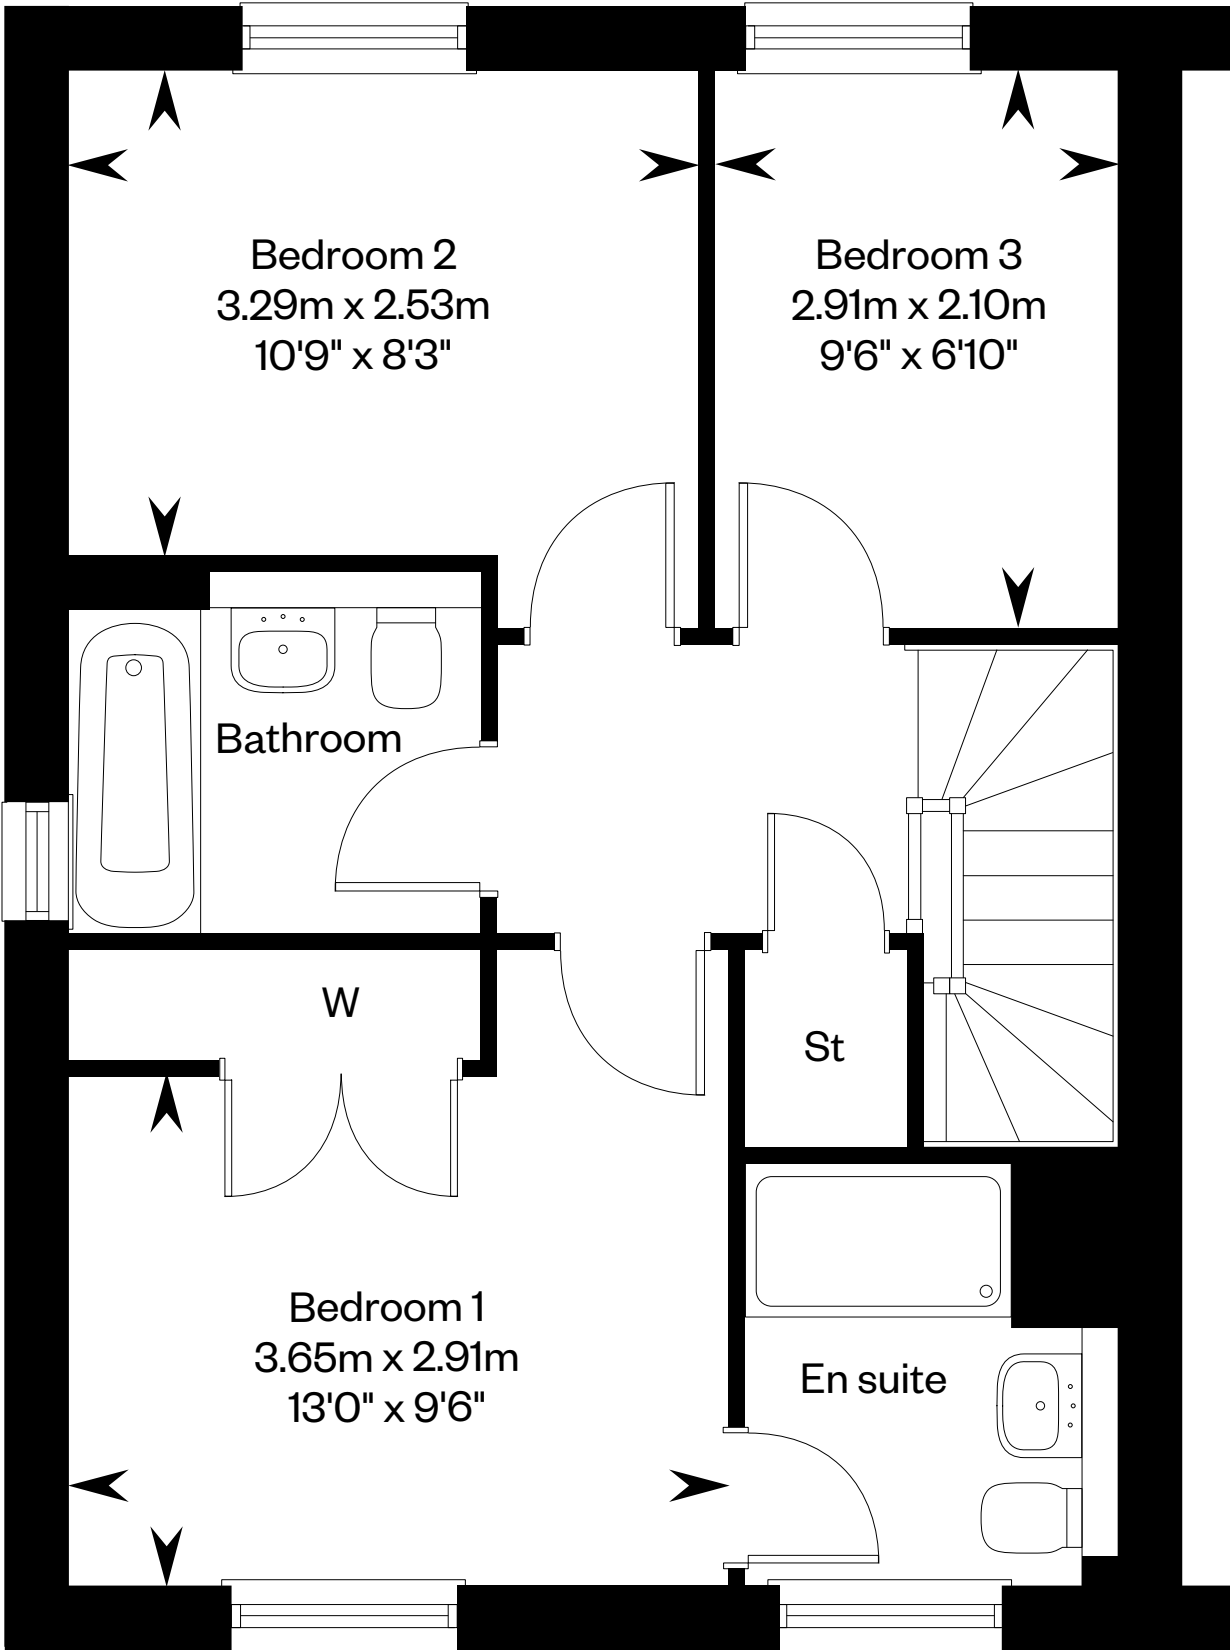 Bedroom 2
3.29m x 2.53m
10'9" x 8'3"
Bedroom 3
2.91m x 2.10m
9'6" x 6'10"
Bathroom
W
St
Bedroom 1
3.65m x 2.91m
13'0" x 9'6"
En suite